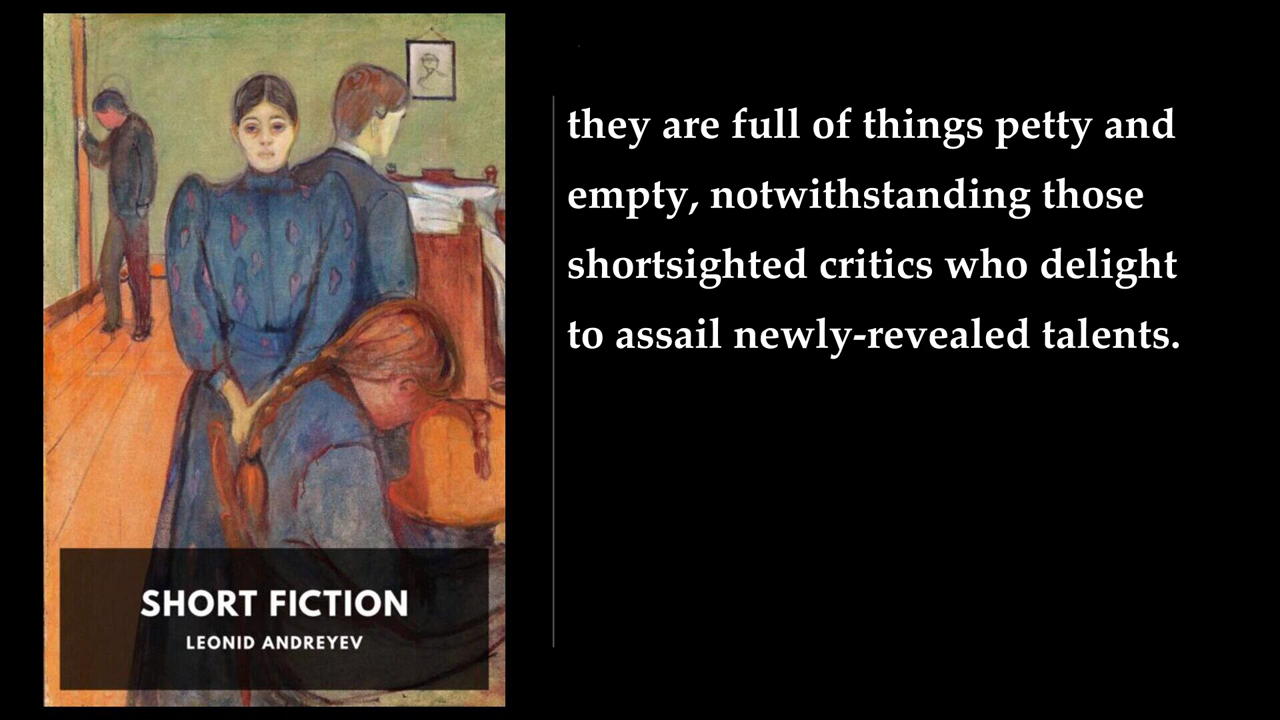 SHORT FICTION
LEONID ANDREYEV
they are full of things petty and
empty, notwithstanding those
shortsighted critics who delight
to assail newly-revealed talents.